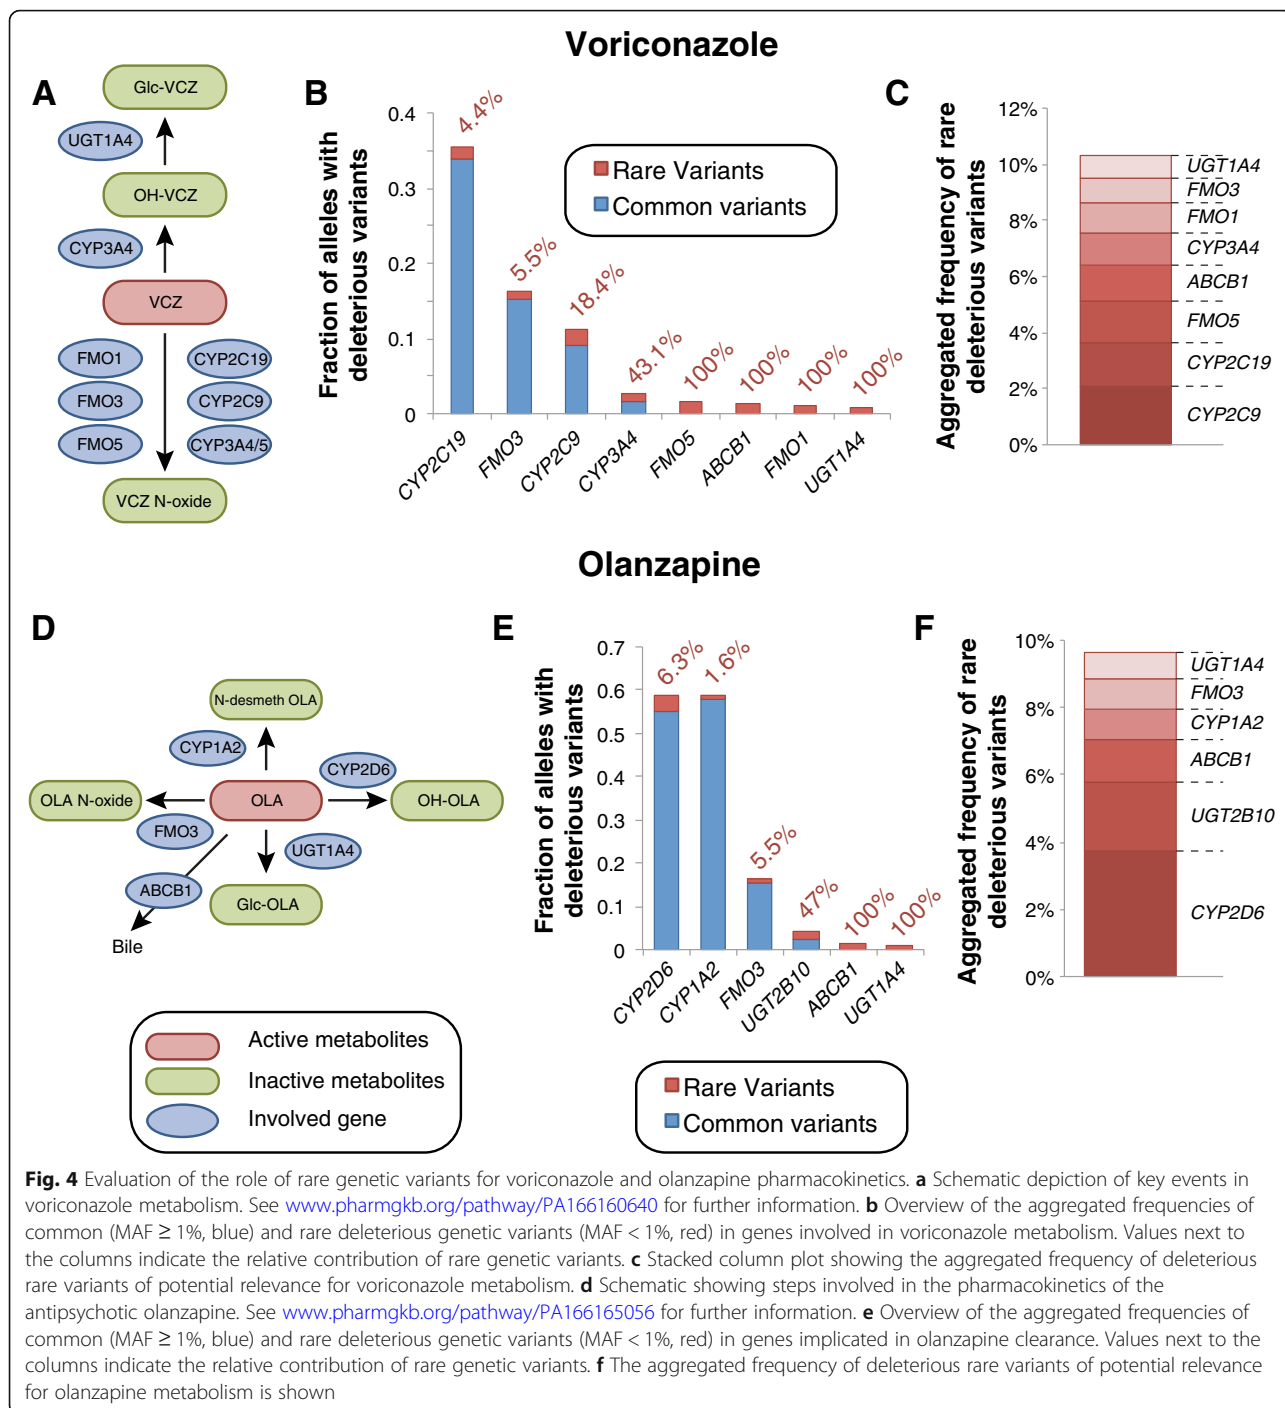 Voriconazole
A
Glc-VCZ
UGT1A4
OH-VCZ
CYP3A4
VCZ
FMO1
CYP2C19
FMO3
CYP2C9
FMO5
CYP3A4/5
VCZ N-oxide
B
Fraction of alleles with
deleterious variants
0.4
0.3
0.2
0.1
0
4.4%
5.5%
18.4%
43.1%
100%
100%
100%
100%
Rare Variants
Common variants
CYP2C19
FMO3
CYP2C9
CYP3A4
FMO5
ABCB1
FMO1
UGT1A4
C
Aggregated frequency of rare
deleterious variants
12%
10%
8%
6%
4%
2%
0%
UGT1A4
FMO3
FMO1
CYP3A4
ABCB1
FMO5
CYP2C19
CYP2C9
Olanzapine
D
N-desmeth OLA
CYP1A2
CYP2D6
OLA N-oxide
OLA
OH-OLA
FMO3
UGT1A4
ABCB1
Glc-OLA
Bile
E
Fraction of alleles with
deleterious variants
0.7
0.6
0.5
0.4
0.3
0.2
0.1
0
6.3%
1.6%
5.5%
47%
100%
100%
CYP2D6
CYP1A2
FMO3
UGT2B10
ABCB1
UGT1A4
F
Aggregated frequency of rare
deleterious variants
10%
8%
6%
4%
2%
0%
UGT1A4
FMO3
CYP1A2
ABCB1
UGT2B10
CYP2D6
Active metabolites
Inactive metabolites
Involved gene
Rare Variants
Common variants
Fig. 4 Evaluation of the role of rare genetic variants for voriconazole and olanzapine pharmacokinetics. a Schematic depiction of key events in
voriconazole metabolism. See www.pharmgkb.org/pathway/PA166160640 for further information. b Overview of the aggregated frequencies of
common (MAF ≥ 1%, blue) and rare deleterious genetic variants (MAF < 1%, red) in genes involved in voriconazole metabolism. Values next to
the columns indicate the relative contribution of rare genetic variants. c Stacked column plot showing the aggregated frequency of deleterious
rare variants of potential relevance for voriconazole metabolism. d Schematic showing steps involved in the pharmacokinetics of the
antipsychotic olanzapine. See www.pharmgkb.org/pathway/PA166165056 for further information. e Overview of the aggregated frequencies of
common (MAF ≥ 1%, blue) and rare deleterious genetic variants (MAF < 1%, red) in genes implicated in olanzapine clearance. Values next to the
columns indicate the relative contribution of rare genetic variants. f The aggregated frequency of deleterious rare variants of potential relevance
for olanzapine metabolism is shown